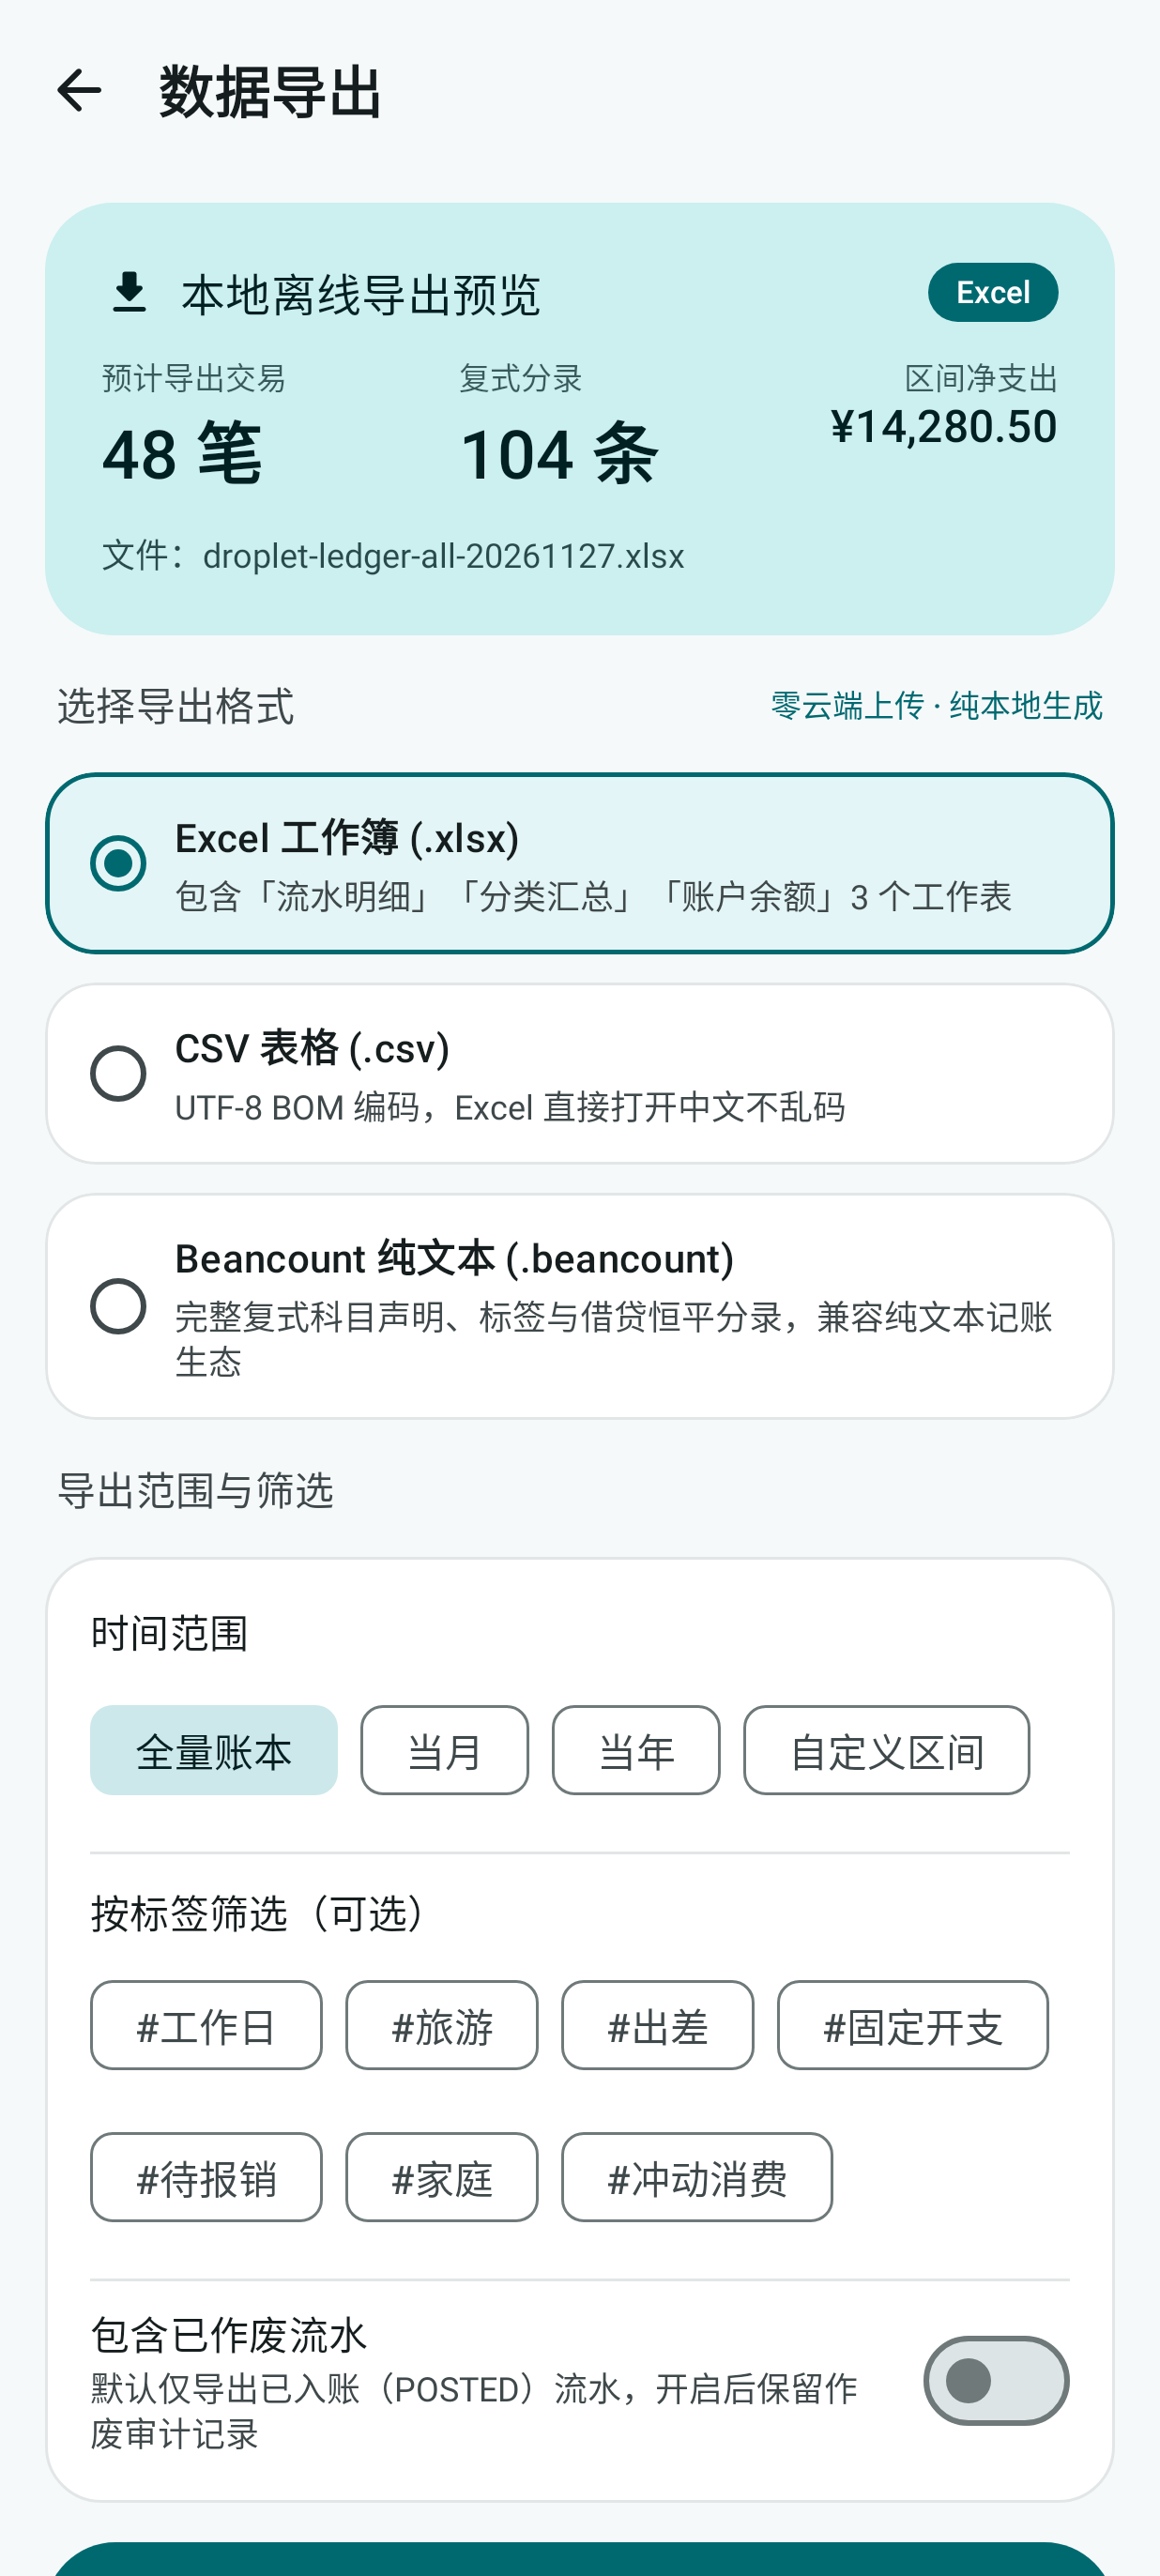 数据导出
本地离线导出预览
Excel
预计导出交易
复式分录
区间净支出
48 笔
104 条
¥14,280.50
文件：droplet-ledger-all-20261127.xlsx
选择导出格式
零云端上传 · 纯本地生成
Excel 工作簿 (.xlsx)
包含「流水明细」「分类汇总」「账户余额」3 个工作表
CSV 表格 (.csv)
UTF-8 BOM 编码，Excel 直接打开中文不乱码
Beancount 纯文本 (.beancount)
完整复式科目声明、标签与借贷恒平分录，兼容纯文本记账
生态
导出范围与筛选
时间范围
全量账本
当月
当年
自定义区间
按标签筛选（可选）
#工作日
#旅游
#出差
#固定开支
#待报销
#家庭
#冲动消费
包含已作废流水
默认仅导出已入账（POSTED）流水，开启后保留作
废审计记录